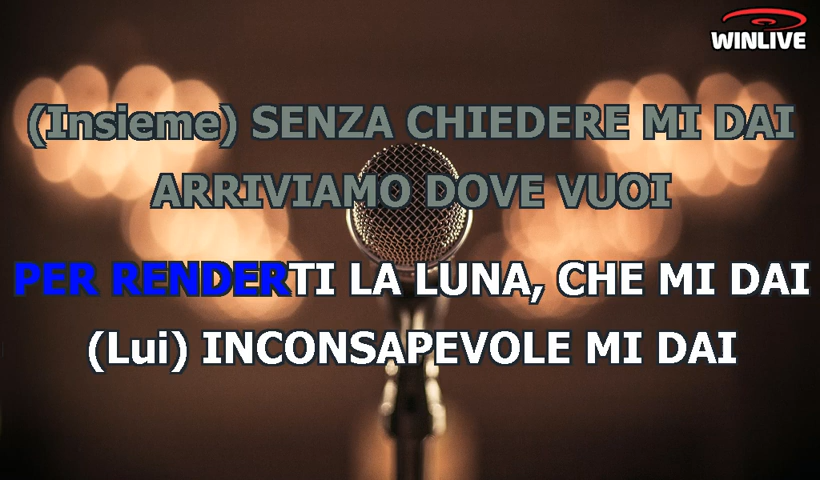 WINLIVE
(Insieme) SENZA CHIEDERE MI DAI
ARRIVIAMO DOVE VUOI
PER RENDERTI LA LUNA, CHE MI DAI
(Lui) INCONSAPEVOLE MI DAI